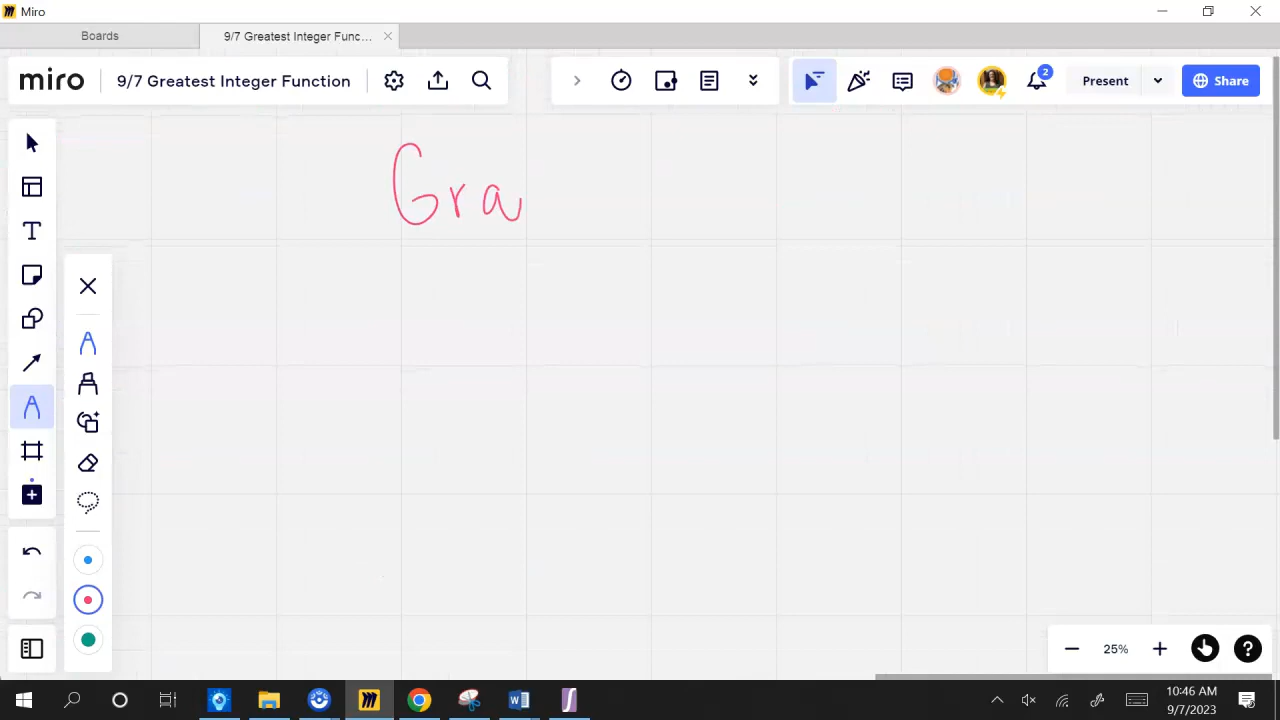 Miro
Boards
9/7 Greatest Integer Func...
miro
9/7 Greatest Integer Function
2
Present
Share
Gra
25%
10:46 AM
9/7/2023